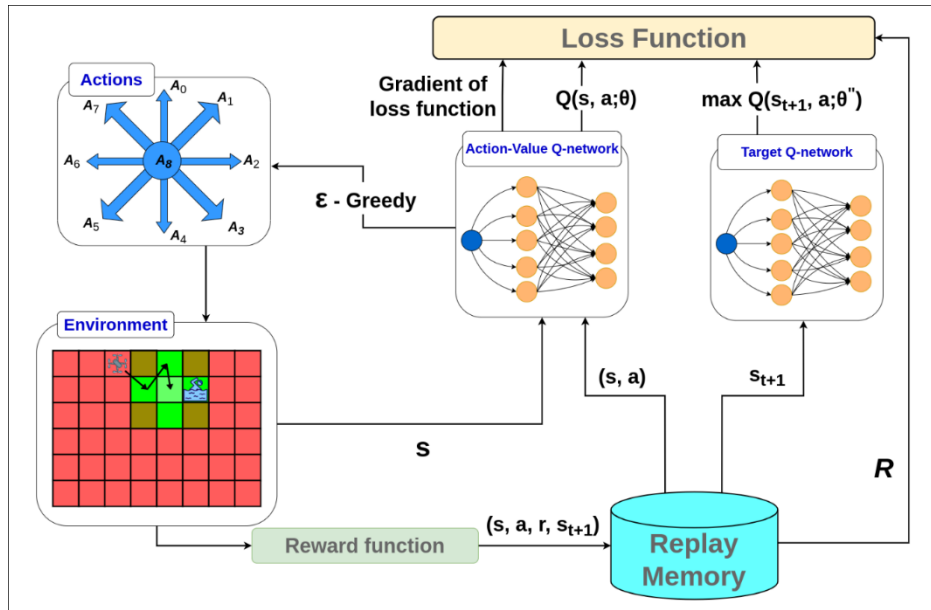 Loss Function
Actions
A0
A7
A1
A6
A8
A2
A5
A3
A4
Gradient of
loss function
Q(s, a;θ)
max Q(st+1, a;θ")
Action-Value Q-network
Target Q-network
ε - Greedy
Environment
(s, a)
st+1
s
R
Reward function
(s, a, r, st+1)
Replay
Memory